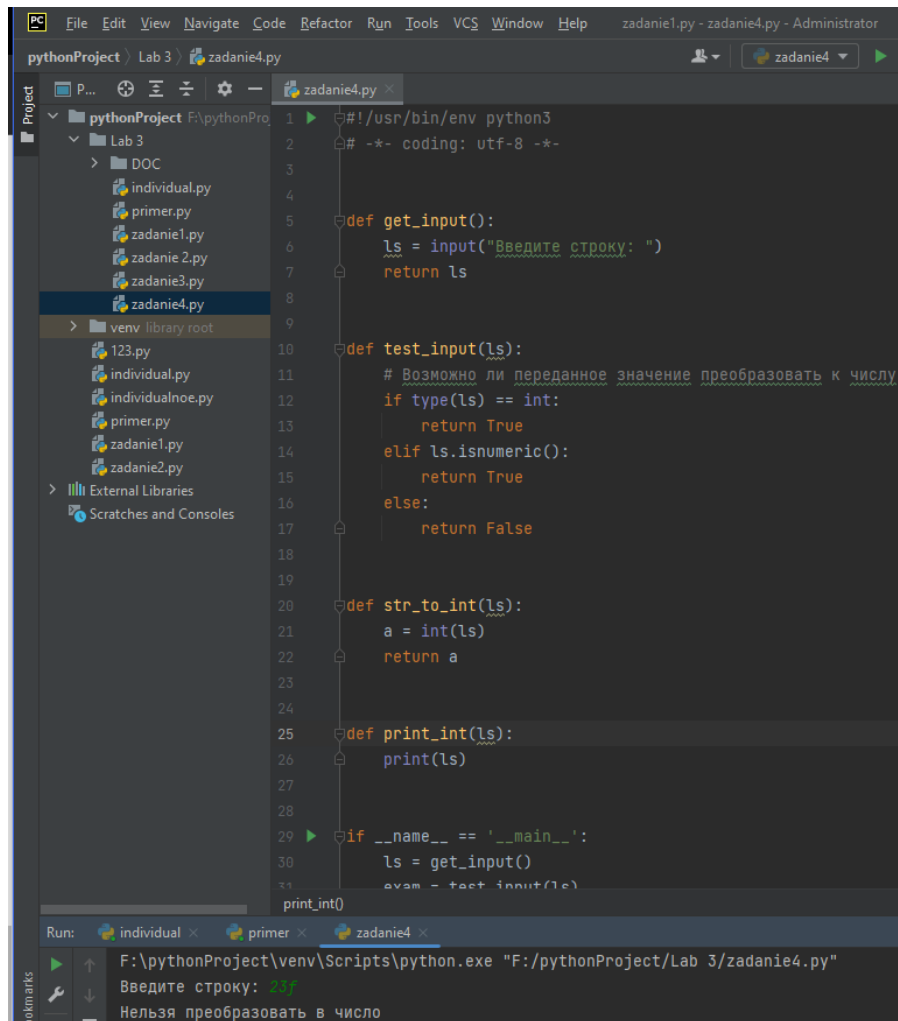 PC File Edit View Navigate Code Refactor Run Tools VCS Window Help zadanie1.py - zadanie4.py - Administrator
pythonProject Lab 3 zadanie4.py zadanie4
Project
P...
pythonProject F:\pythonProj
Lab 3
DOC
individual.py
primer.py
zadanie1.py
zadanie 2.py
zadanie3.py
zadanie4.py
venv library root
123.py
individual.py
individualnoe.py
primer.py
zadanie1.py
zadanie2.py
External Libraries
Scratches and Consoles
zadanie4.py
1 #!/usr/bin/env python3
2 # -*- coding: utf-8 -*-
3
4
5 def get_input():
6 ls = input("Введите строку: ")
7 return ls
8
9
10 def test_input(ls):
11 # Возможно ли переданное значение преобразовать к числу
12 if type(ls) == int:
13 return True
14 elif ls.isnumeric():
15 return True
16 else:
17 return False
18
19
20 def str_to_int(ls):
21 a = int(ls)
22 return a
23
24
25 def print_int(ls):
26 print(ls)
27
28
29 if __name__ == '__main__':
30 ls = get_input()
31 exam = test_input(ls)
print_int()
Run: individual primer zadanie4
F:\pythonProject\venv\Scripts\python.exe "F:/pythonProject/Lab 3/zadanie4.py"
Введите строку: 23f
Нельзя преобразовать в число